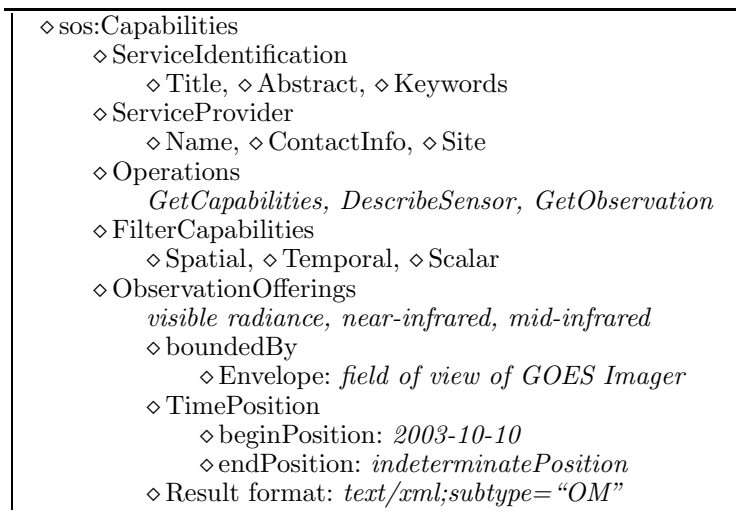 ⋄ sos:Capabilities
⋄ ServiceIdentification
⋄ Title, ⋄ Abstract, ⋄ Keywords
⋄ ServiceProvider
⋄ Name, ⋄ ContactInfo, ⋄ Site
⋄ Operations
GetCapabilities, DescribeSensor, GetObservation
⋄ FilterCapabilities
⋄ Spatial, ⋄ Temporal, ⋄ Scalar
⋄ ObservationOfferings
visible radiance, near-infrared, mid-infrared
⋄ boundedBy
⋄ Envelope: field of view of GOES Imager
⋄ TimePosition
⋄ beginPosition: 2003-10-10
⋄ endPosition: indeterminatePosition
⋄ Result format: text/xml;subtype=“OM”